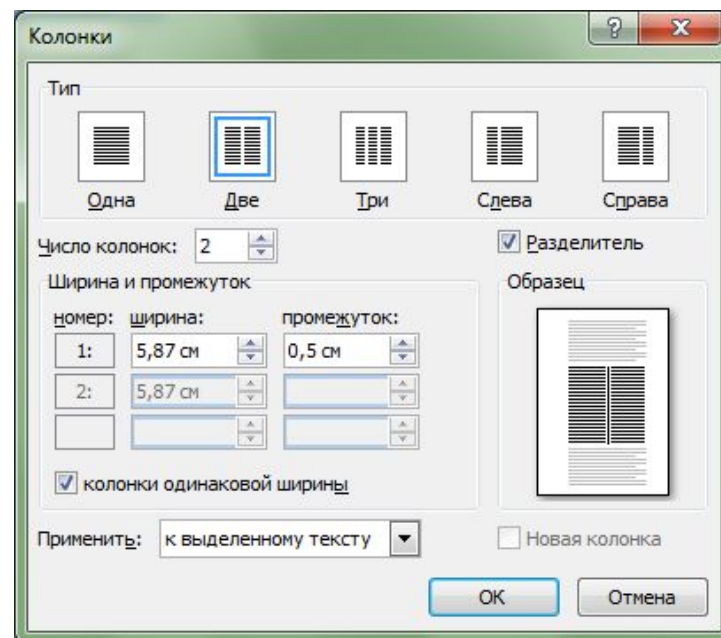 Колонки
Тип
Одна Две Три Слева Справа
Число колонок: 2 Разделитель
Ширина и промежуток Образец
номер: ширина: промежуток:
1: 5,87 см 0,5 см
2: 5,87 см
колонки одинаковой ширины
Применить: к выделенному тексту Новая колонка
ОК Отмена